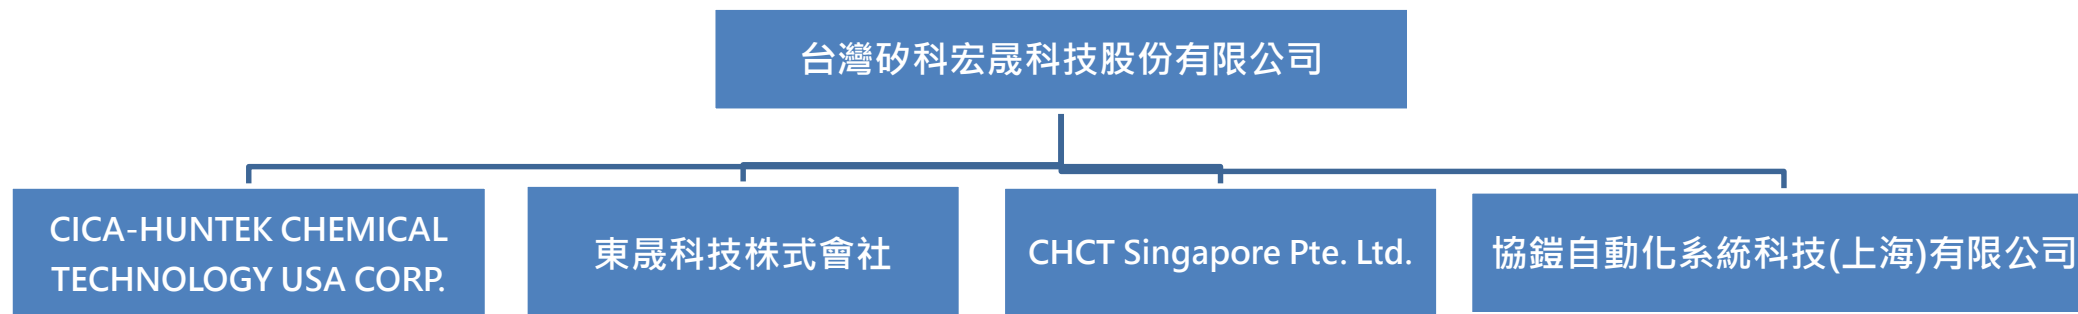 台灣矽科宏晟科技股份有限公司
CICA-HUNTEK CHEMICAL
TECHNOLOGY USA CORP.
東晟科技株式會社
CHCT Singapore Pte. Ltd.
協鎧自動化系統科技(上海)有限公司